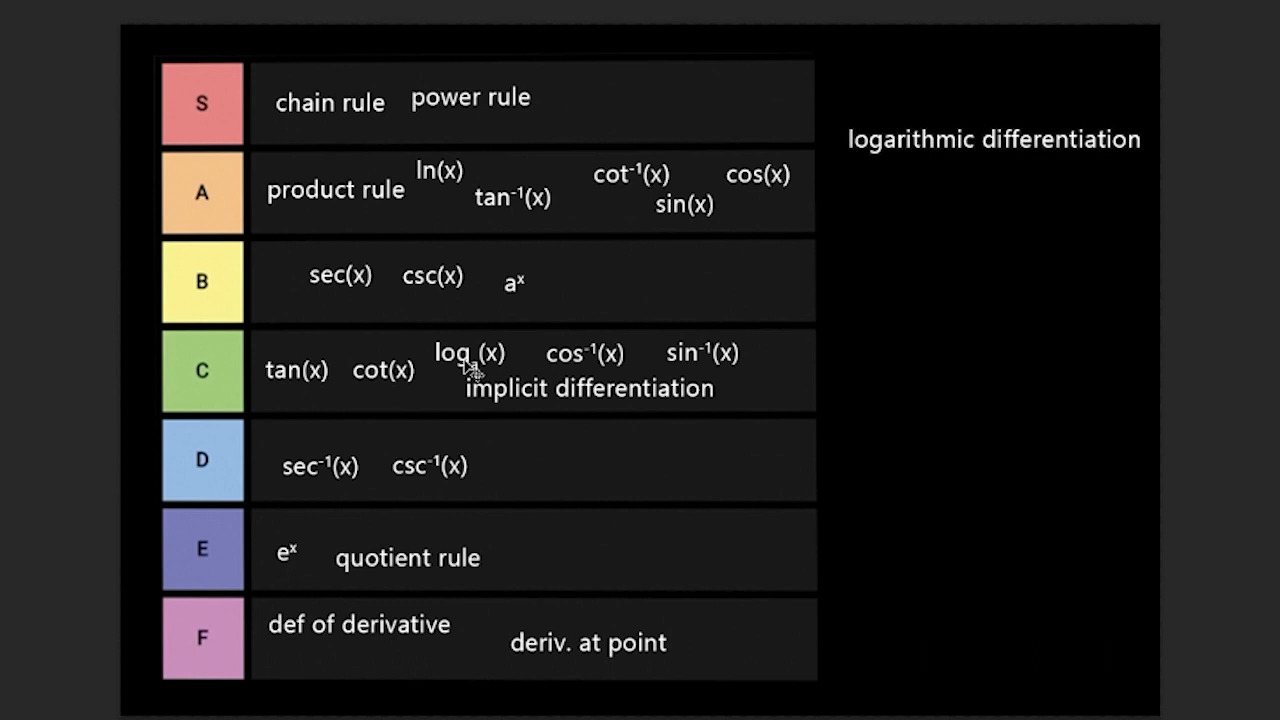 S
chain rule power rule
logarithmic differentiation
A
product rule ln(x) tan⁻¹(x) cot⁻¹(x) sin(x) cos(x)
B
sec(x) csc(x) aˣ
C
tan(x) cot(x) logₐ(x) cos⁻¹(x) sin⁻¹(x)
implicit differentiation
D
sec⁻¹(x) csc⁻¹(x)
E
eˣ quotient rule
F
def of derivative
deriv. at point